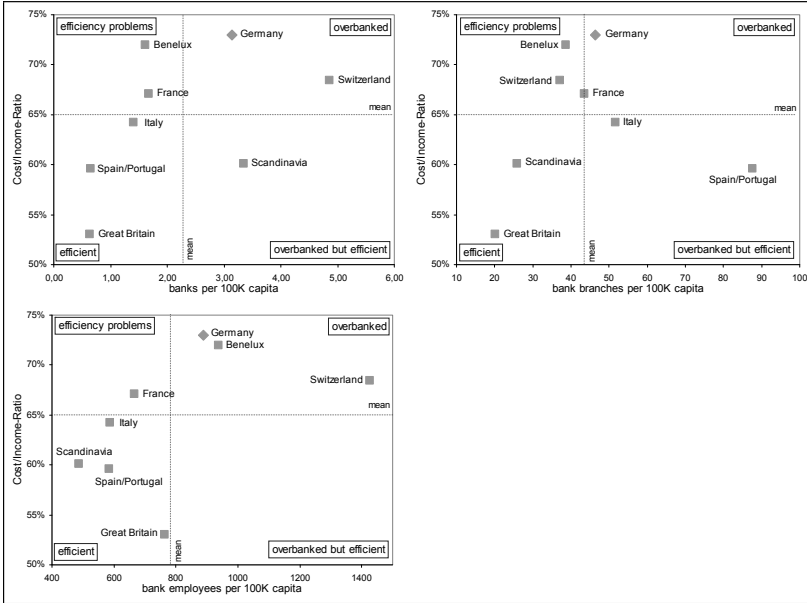 efficiency problems
overbanked
Benelux
Germany
Switzerland
France
mean
Italy
Spain/Portugal
Scandinavia
Great Britain
efficient
mean
overbanked but efficient
Cost/Income-Ratio
75%
70%
65%
60%
55%
50%
0,00 1,00 2,00 3,00 4,00 5,00 6,00
banks per 100K capita
efficiency problems
overbanked
Benelux
Germany
Switzerland
France
mean
Italy
Scandinavia
Spain/Portugal
Great Britain
efficient
mean
overbanked but efficient
Cost/Income-Ratio
75%
70%
65%
60%
55%
50%
10 20 30 40 50 60 70 80 90 100
bank branches per 100K capita
efficiency problems
overbanked
Germany
Benelux
Switzerland
France
mean
Italy
Scandinavia
Spain/Portugal
Great Britain
efficient
mean
overbanked but efficient
Cost/Income-Ratio
75%
70%
65%
60%
55%
50%
400 600 800 1000 1200 1400
bank employees per 100K capita